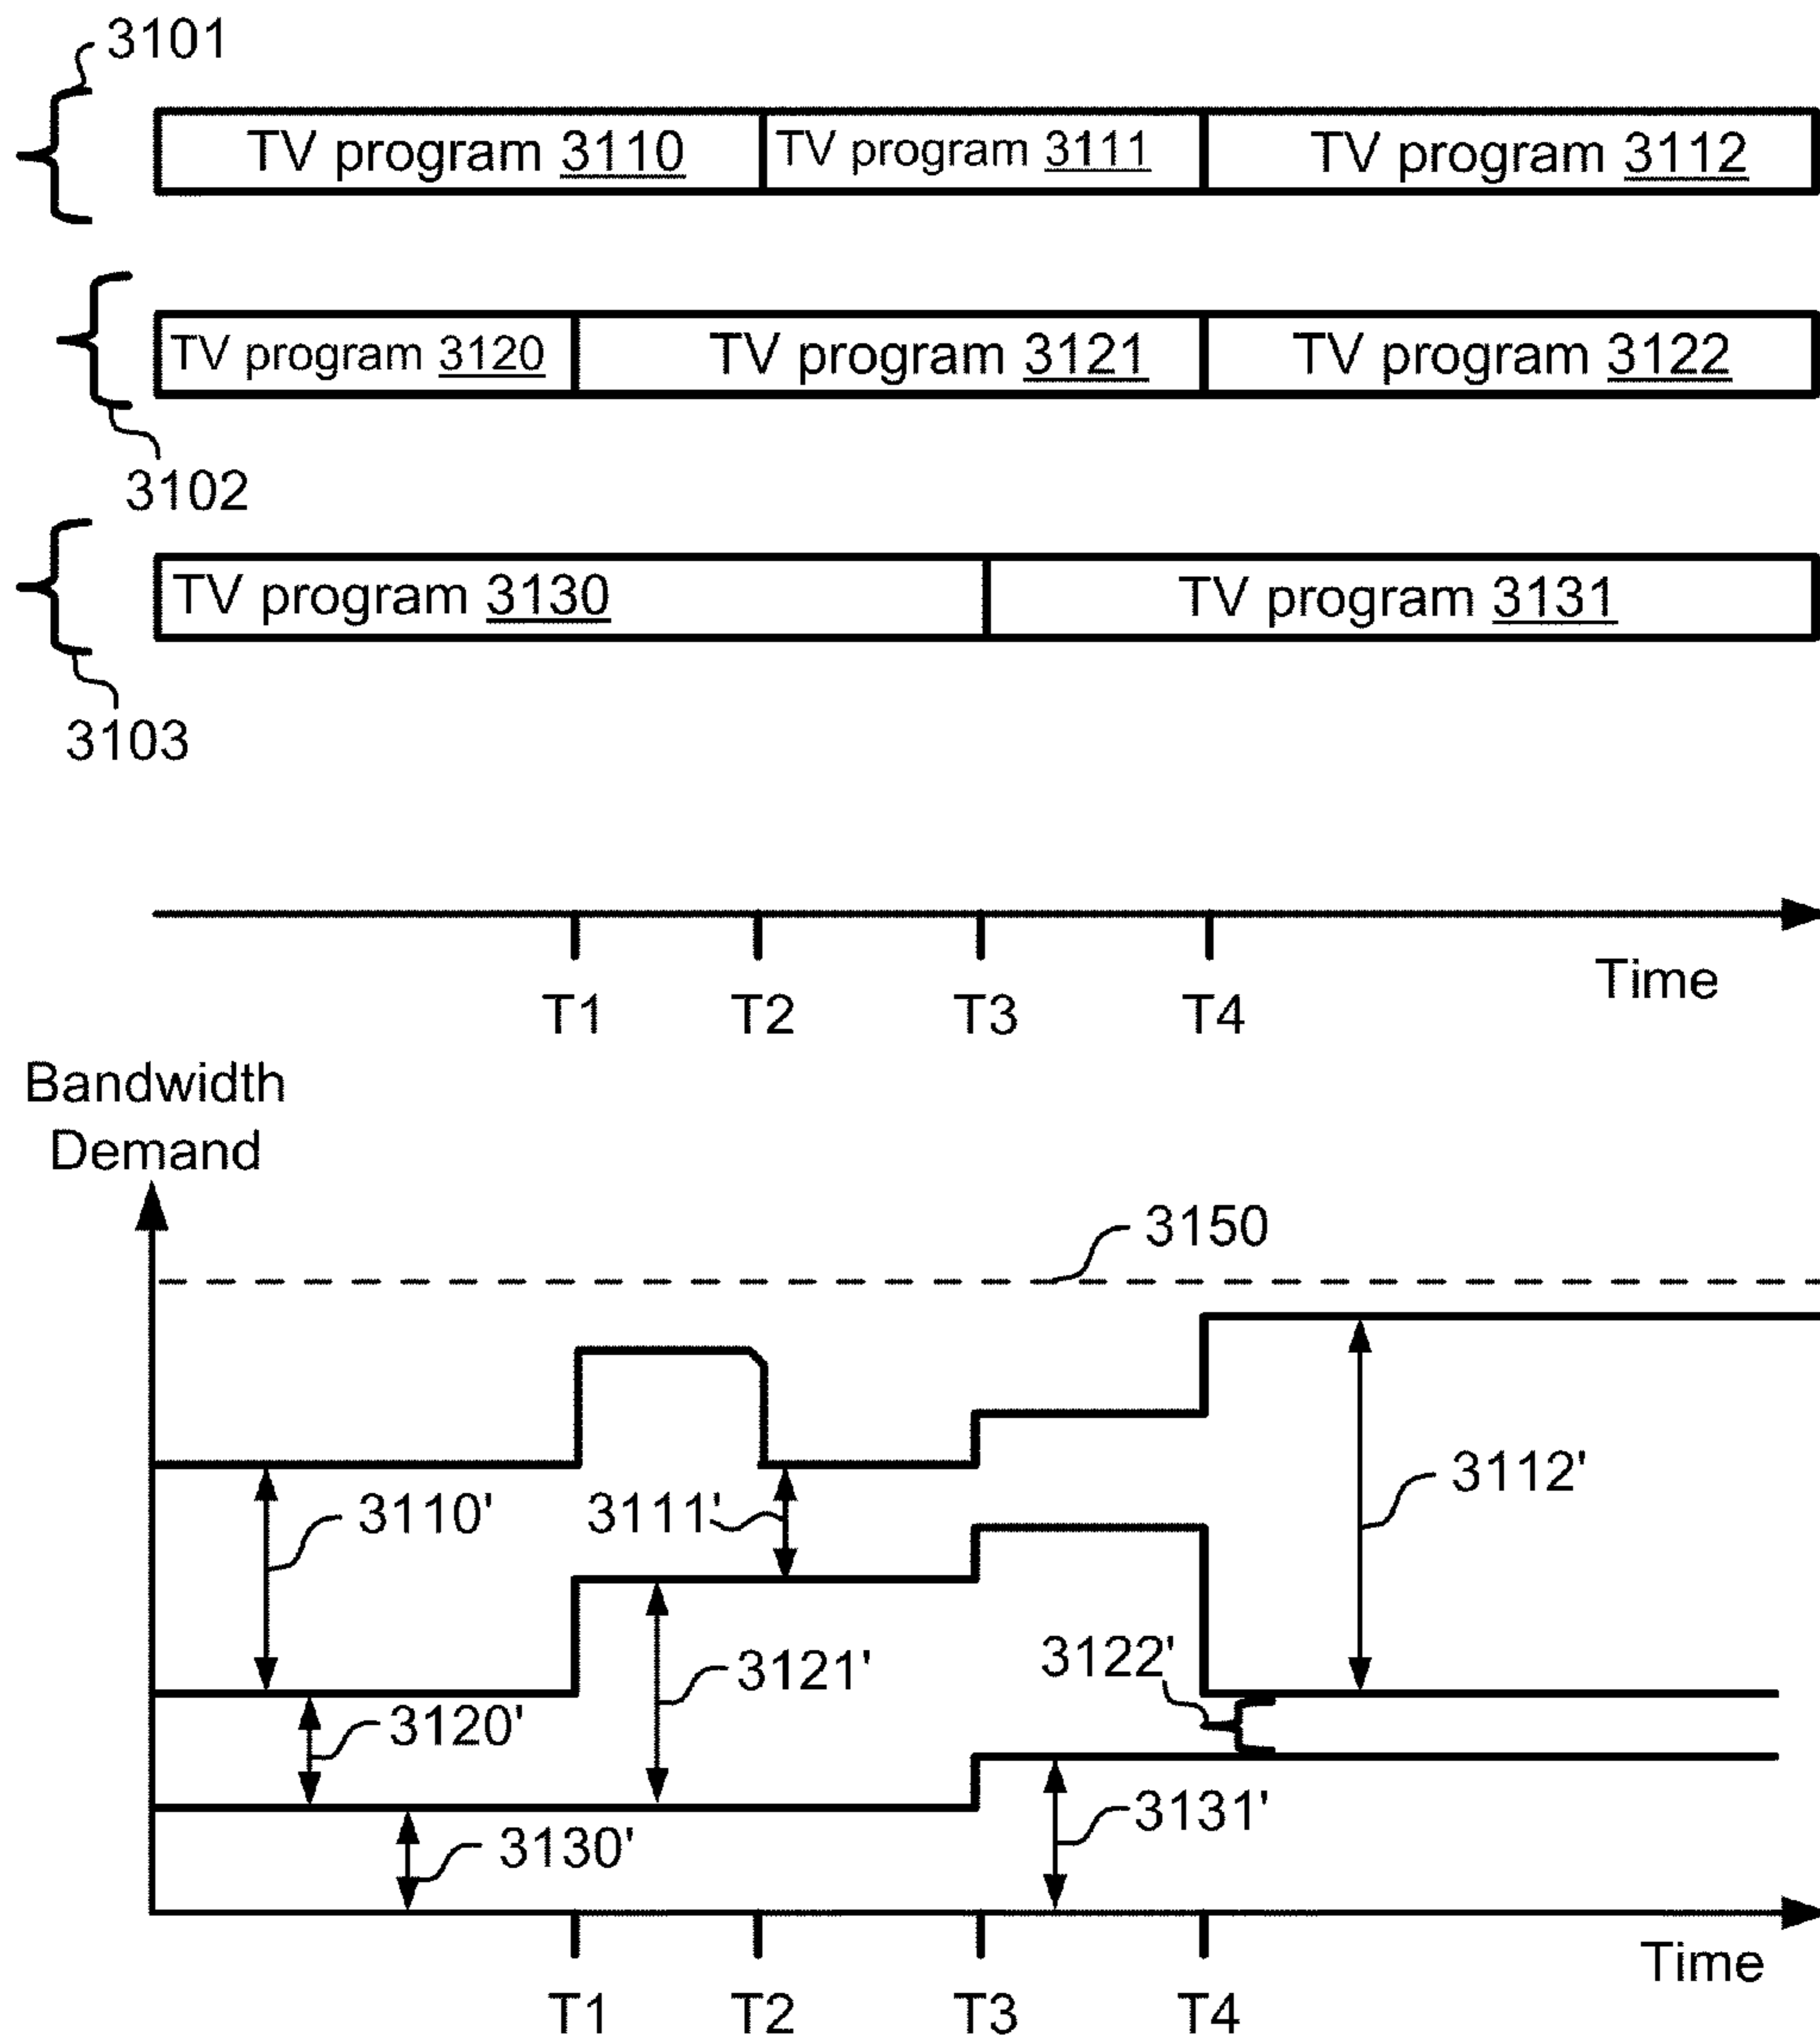 3101
TV program 3110
TV program 3111
TV program 3112
TV program 3120
TV program 3121
TV program 3122
3102
TV program 3130
TV program 3131
3103
Time
T1
T2
T3
T4
Bandwidth
Demand
3150
3110'
3111'
3112'
3120'
3121'
3122'
3130'
3131'
Time
T1
T2
T3
T4